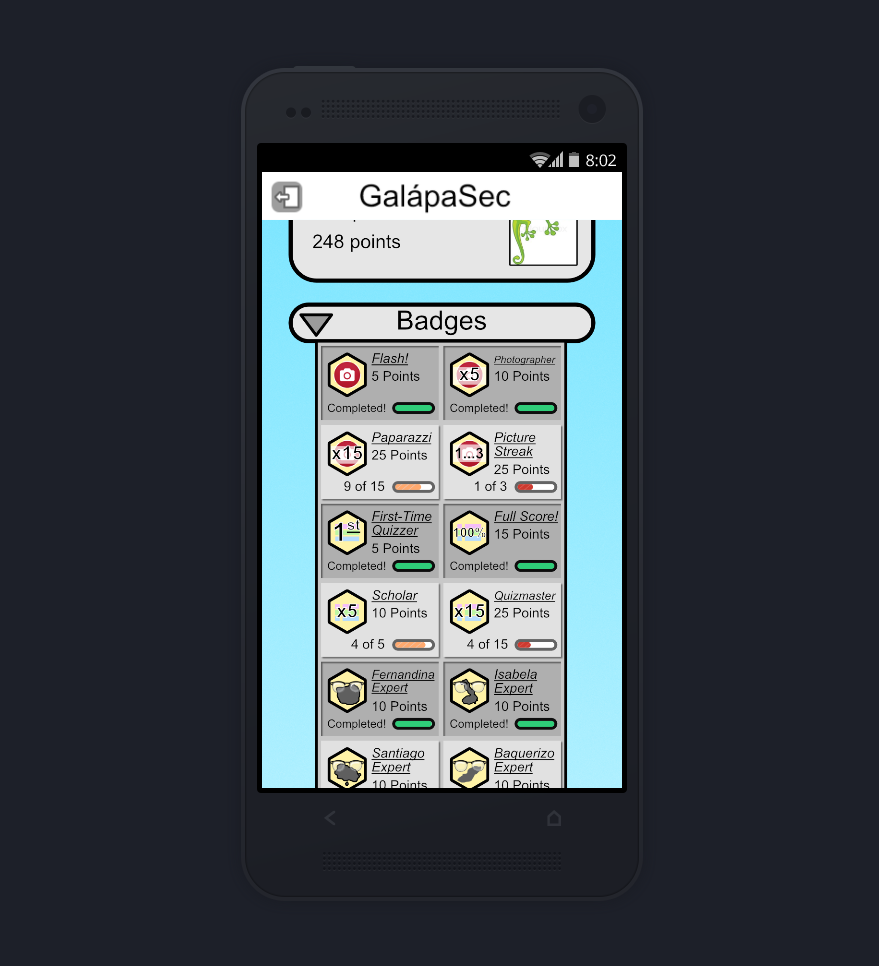 8:02
GalápaSec
248 points
Badges
Flash!
5 Points
Completed!
x5
Photographer
10 Points
Completed!
x15
Paparazzi
25 Points
9 of 15
1...3
Picture
Streak
25 Points
1 of 3
1st
First-Time
Quizzer
5 Points
Completed!
100%
Full Score!
15 Points
Completed!
x5
Scholar
10 Points
4 of 5
x15
Quizmaster
25 Points
4 of 15
Fernandina
Expert
10 Points
Completed!
Isabela
Expert
10 Points
Completed!
Santiago
Expert
10 Points
Baquerizo
Expert
10 Points